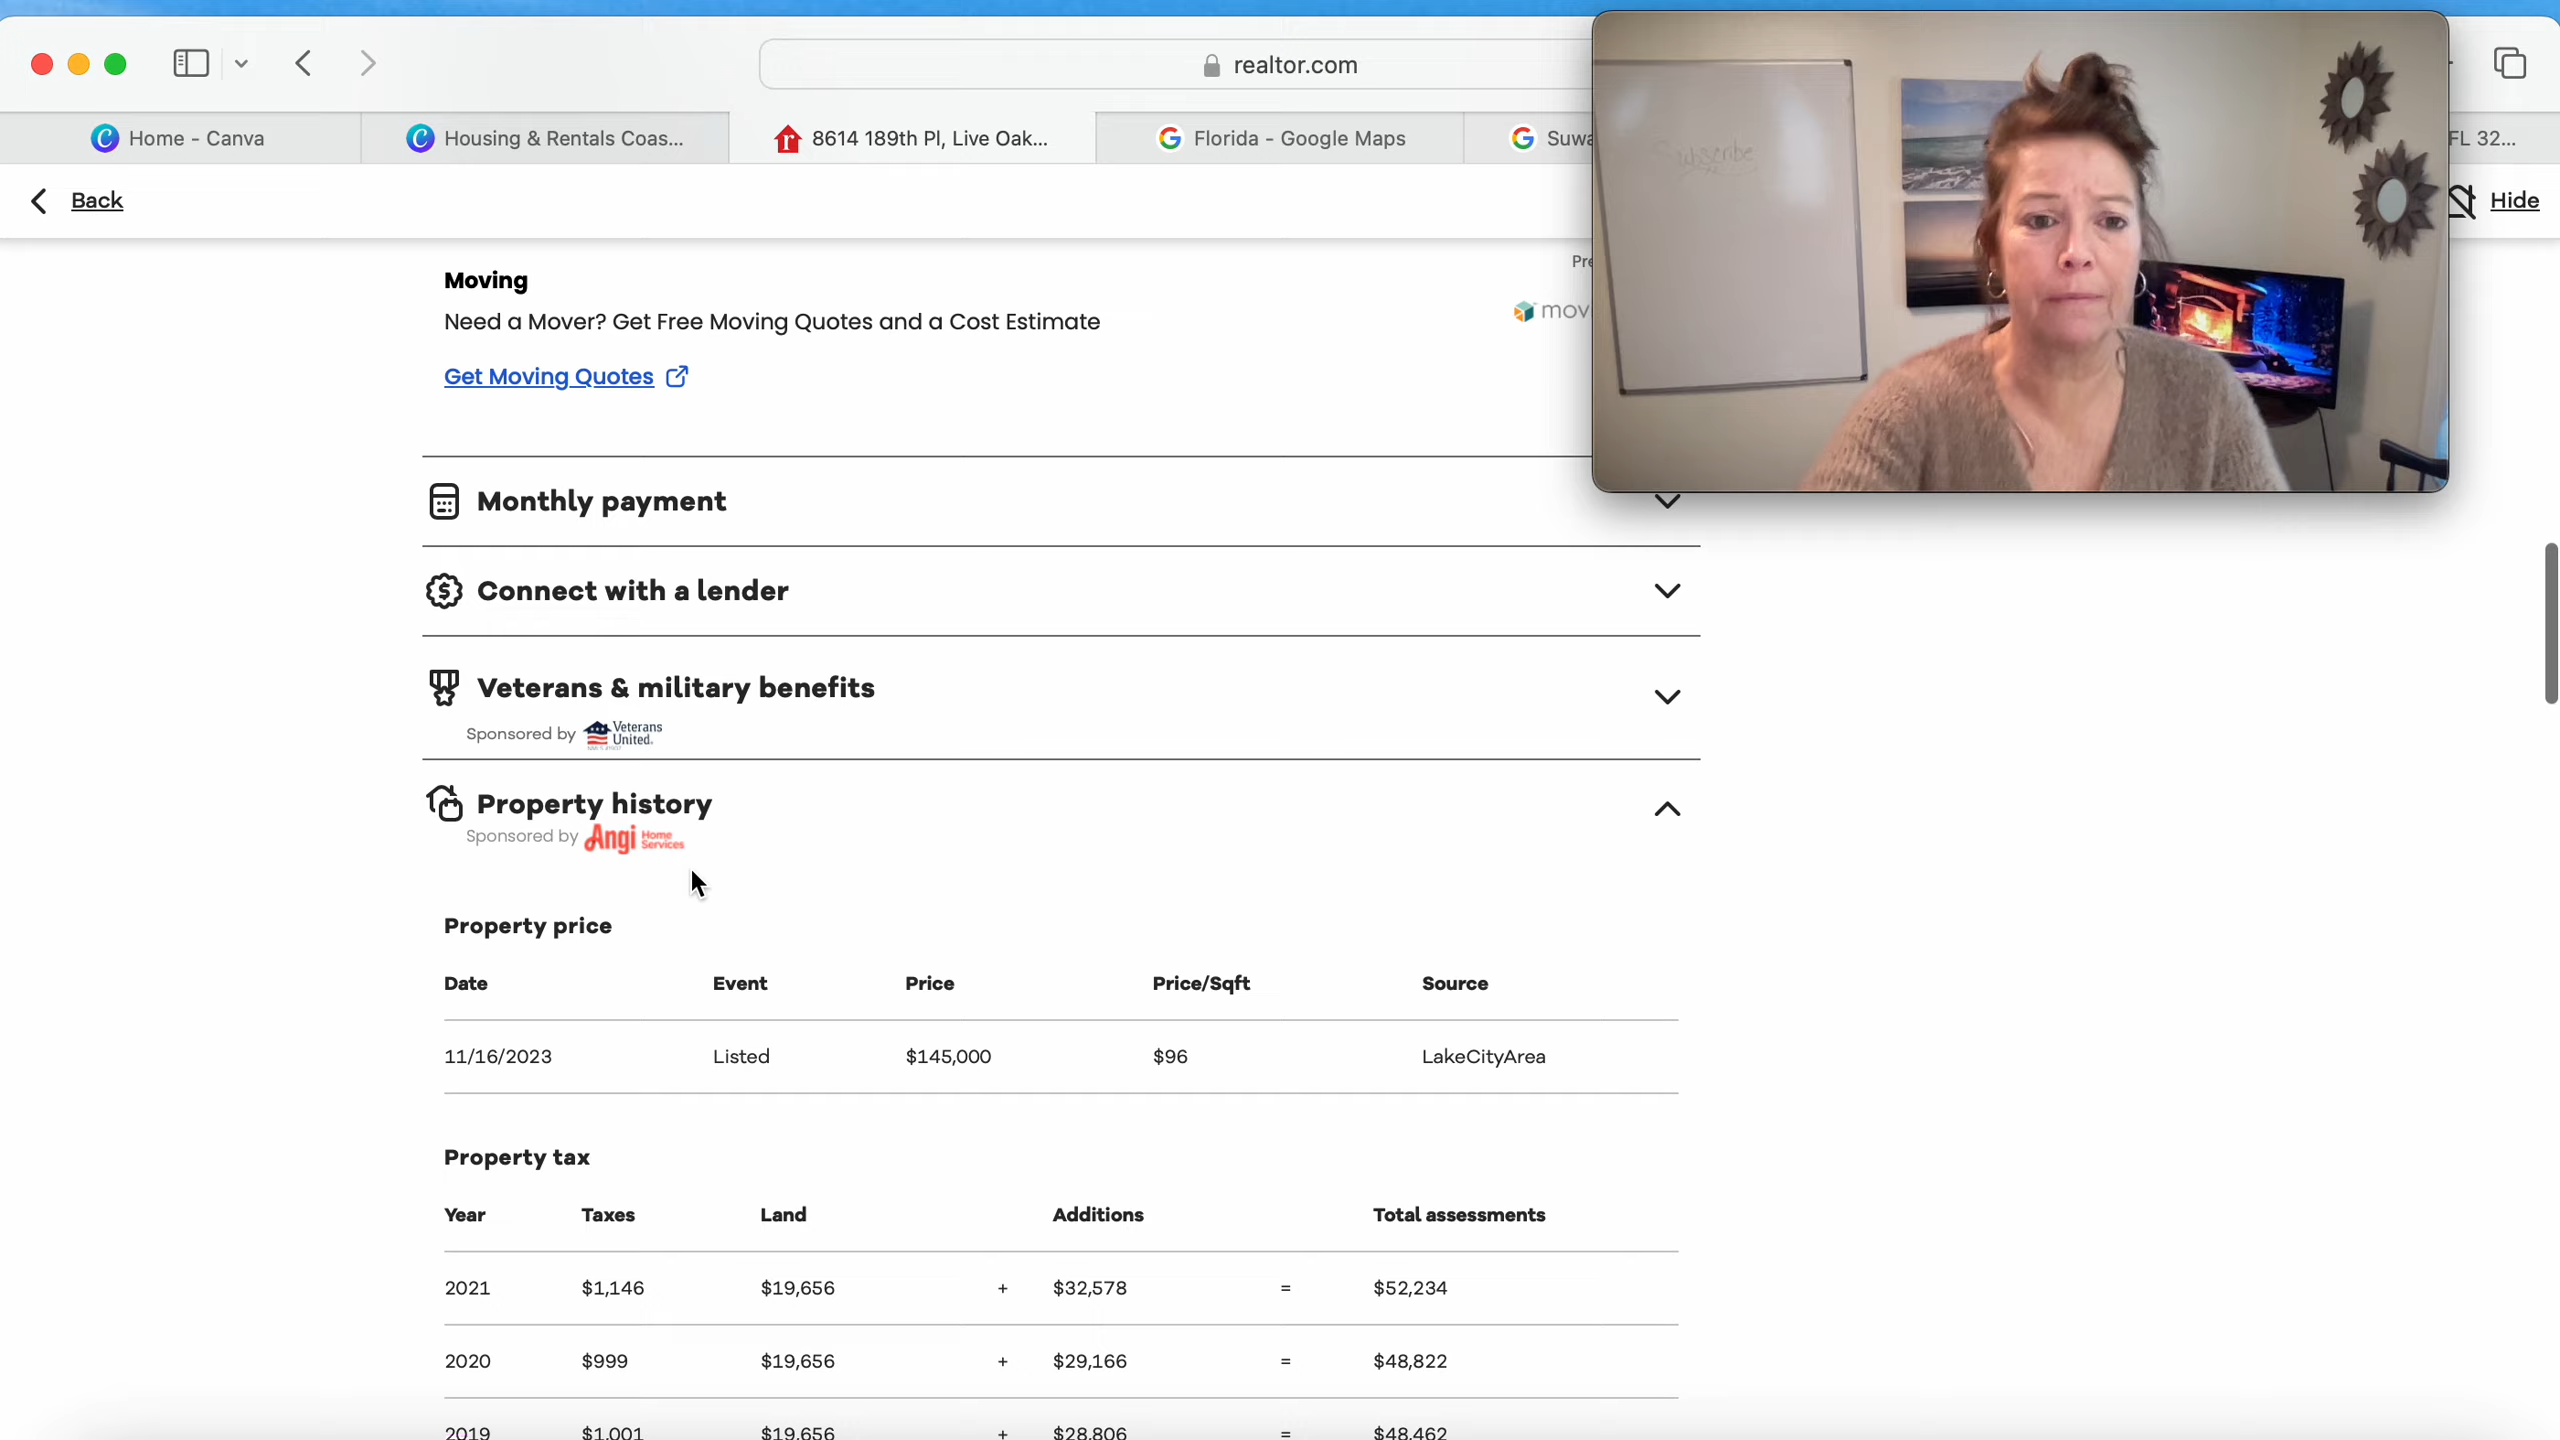 realtor.com
Home - Canva
Housing & Rentals Coas...
8614 189th Pl, Live Oak...
Florida - Google Maps
Suwa
FL 32...
Back
Hide
Subscribe
Moving
Pre
Need a Mover? Get Free Moving Quotes and a Cost Estimate
mov
Get Moving Quotes
Monthly payment
Connect with a lender
Veterans & military benefits
Sponsored by Veterans United.
Property history
Sponsored by Angi Home Services
Property price
Date Event Price Price/Sqft Source
11/16/2023 Listed $145,000 $96 LakeCityArea
Property tax
Year Taxes Land Additions Total assessments
2021 $1,146 $19,656 + $32,578 = $52,234
2020 $999 $19,656 + $29,166 = $48,822
2019 $1,001 $19,656 + $28,806 = $48,462